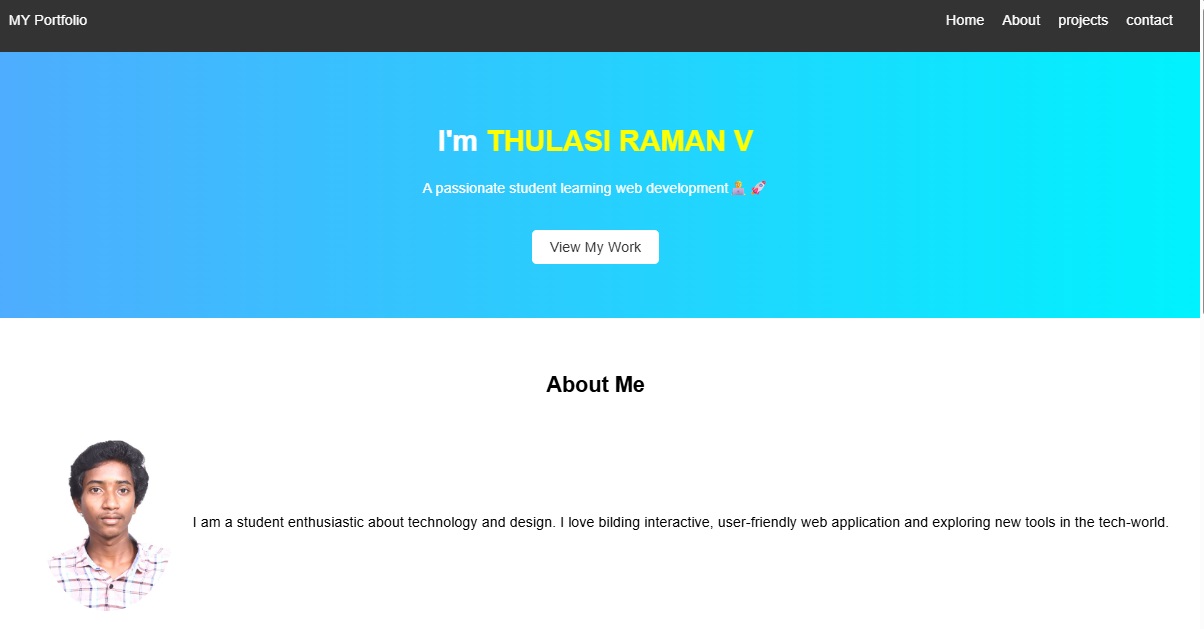 MY Portfolio
Home About projects contact
I'm THULASI RAMAN V
A passionate student learning web development
View My Work
About Me
I am a student enthusiastic about technology and design. I love bilding interactive, user-friendly web application and exploring new tools in the tech-world.